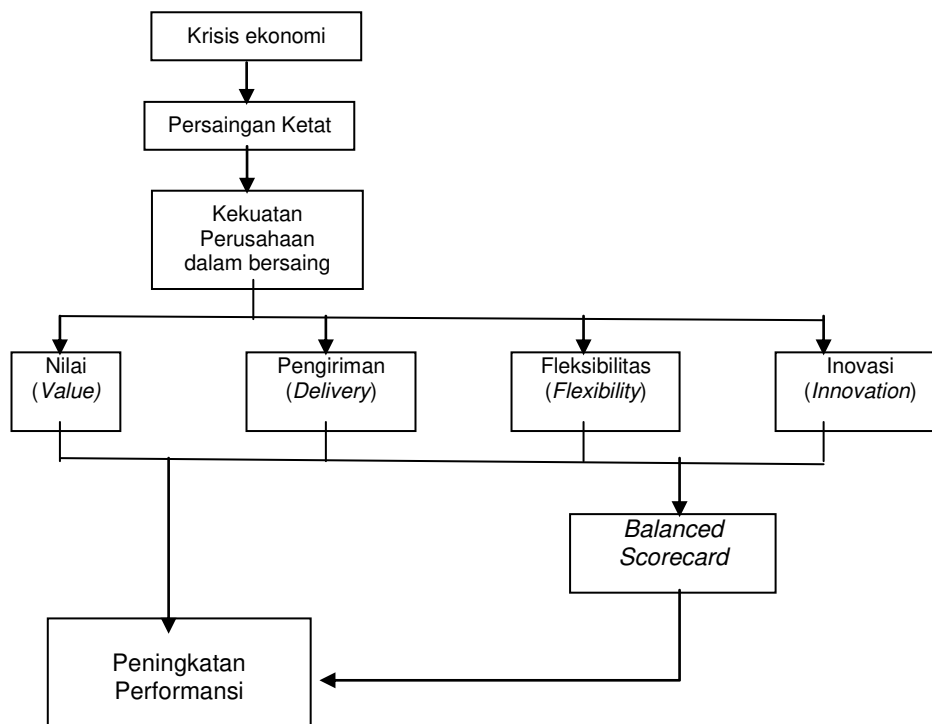 Krisis ekonomi
Persaingan Ketat
Kekuatan
Perusahaan
dalam bersaing
Nilai
(Value)
Pengiriman
(Delivery)
Fleksibilitas
(Flexibility)
Inovasi
(Innovation)
Balanced
Scorecard
Peningkatan
Performansi